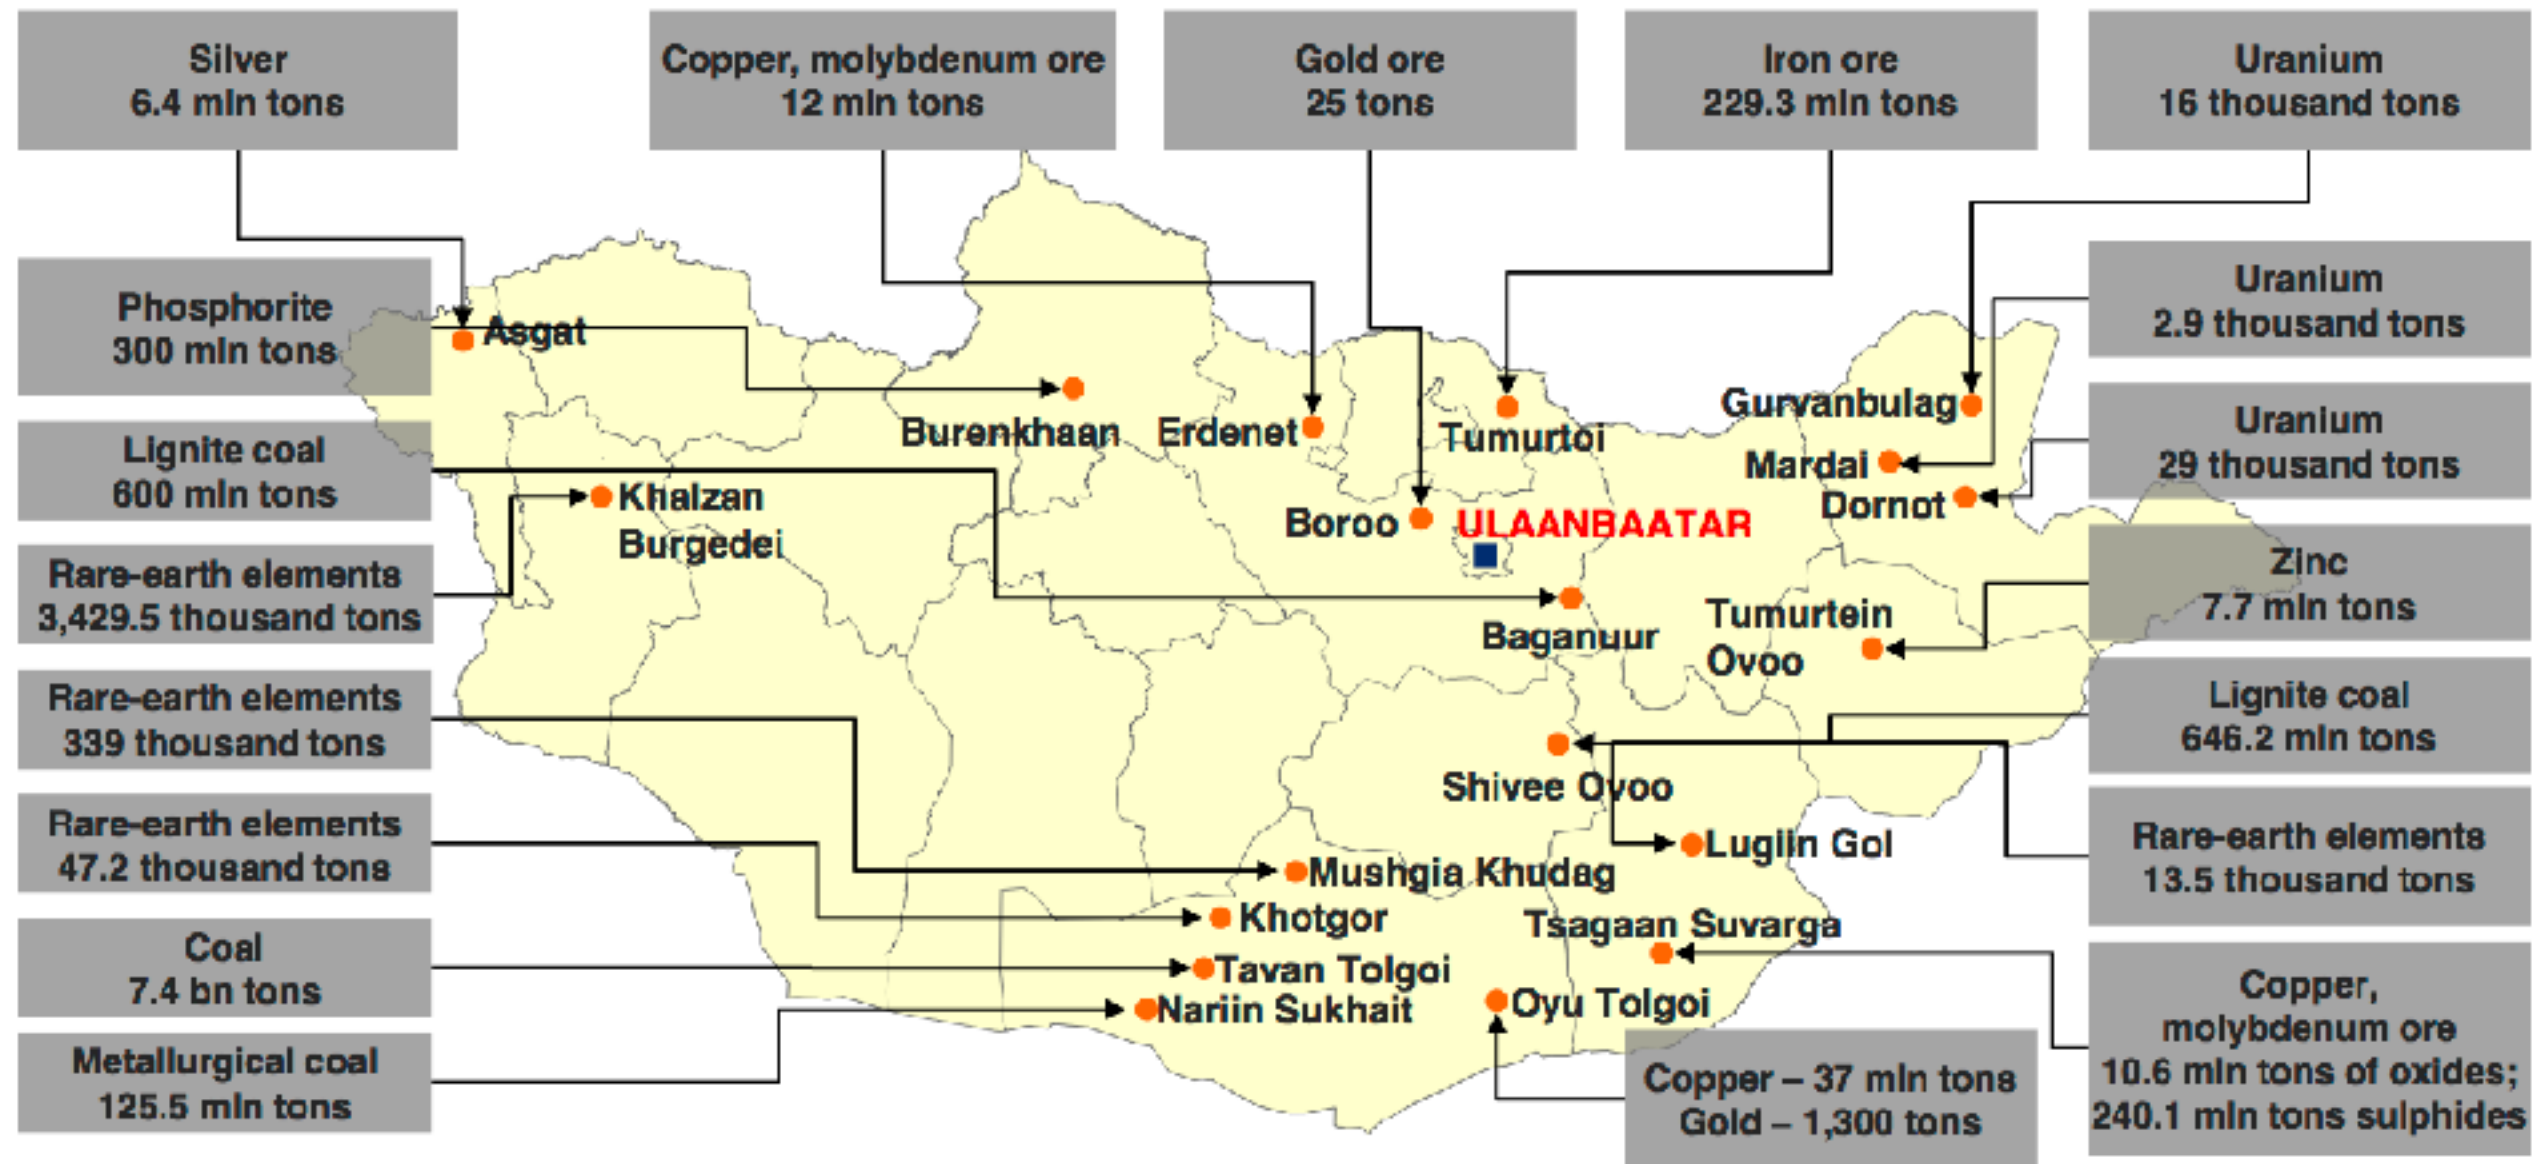 Silver
6.4 mln tons
Copper, molybdenum ore
12 mln tons
Gold ore
25 tons
Iron ore
229.3 mln tons
Uranium
16 thousand tons
Phosphorite
300 mln tons
Lignite coal
600 mln tons
Rare-earth elements
3,429.5 thousand tons
Rare-earth elements
339 thousand tons
Rare-earth elements
47.2 thousand tons
Coal
7.4 bn tons
Metallurgical coal
125.5 mln tons
Asgat
Burenkhaan
Erdenet
Tumurtoi
Gurvanbulag
Mardai
Dornot
Khalzan
Burgedei
Boroo
ULAANBAATAR
Baganuur
Tumurtein
Ovoo
Shivee Ovoo
Lugiin Gol
Mushgia Khudag
Khotgor
Tsagaan Suvarga
Tavan Tolgoi
Nariin Sukhait
Oyu Tolgoi
Uranium
2.9 thousand tons
Uranium
29 thousand tons
Zinc
7.7 mln tons
Lignite coal
646.2 mln tons
Rare-earth elements
13.5 thousand tons
Copper,
molybdenum ore
10.6 mln tons of oxides;
240.1 mln tons sulphides
Copper – 37 mln tons
Gold – 1,300 tons